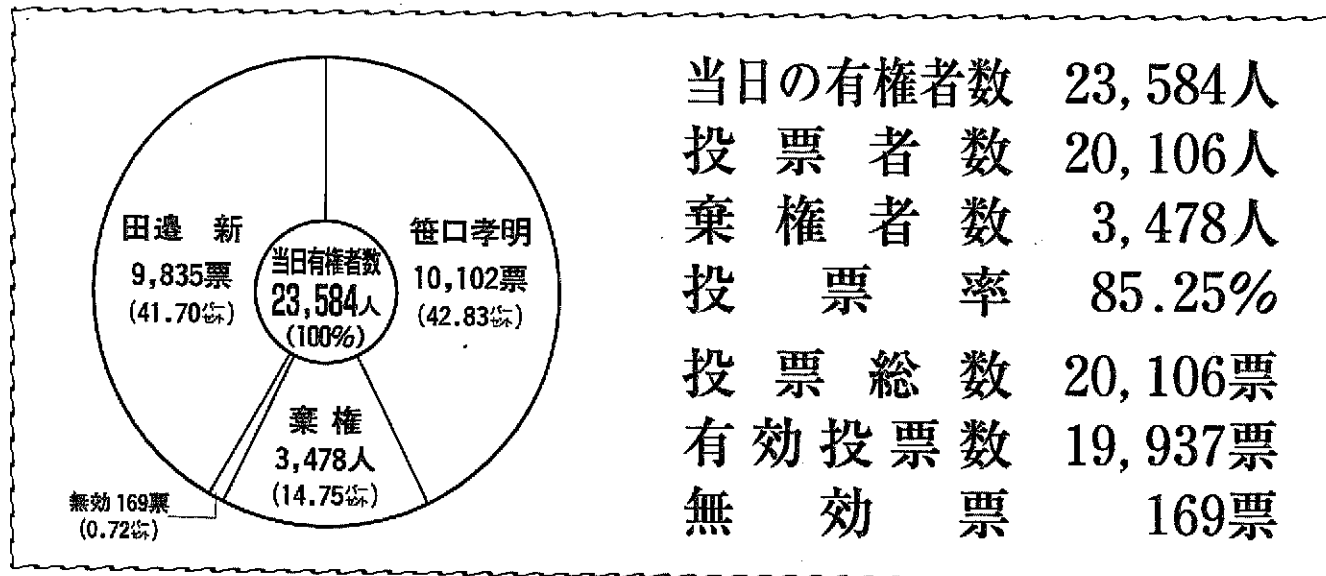 田邉 新
9,835票
(41.70パーセント)
当日有権者数
23,584人
(100%)
笹口孝明
10,102票
(42.83パーセント)
棄権
3,478人
(14.75パーセント)
無効169票
(0.72パーセント)
当日の有権者数 23,584人
投票者数 20,106人
棄権者数 3,478人
投票率 85.25%
投票総数 20,106票
有効投票数 19,937票
無効票 169票